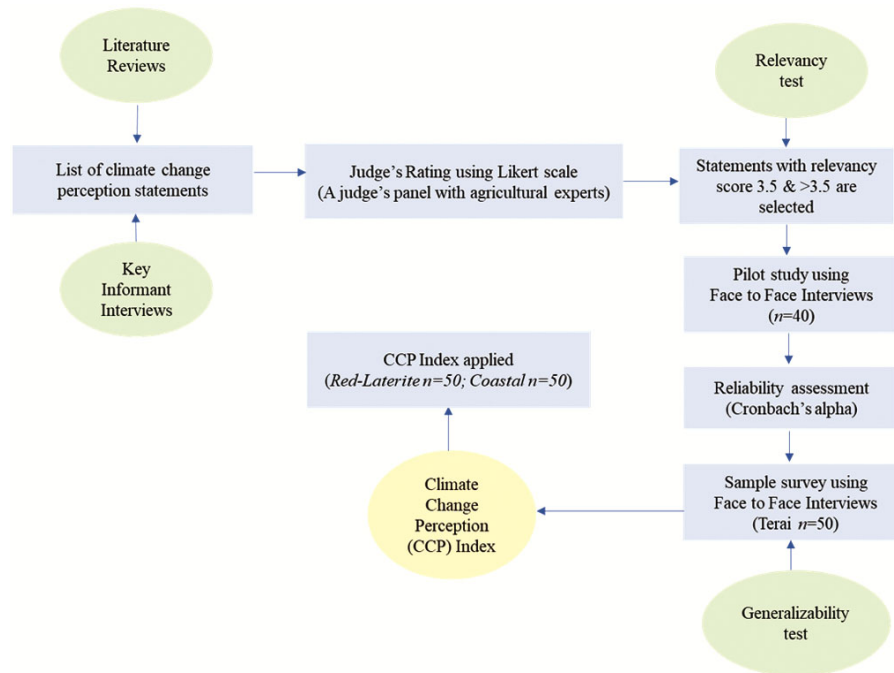 Literature
Reviews
Relevancy
test
List of climate change
perception statements
Judge's Rating using Likert scale
(A judge's panel with agricultural experts)
Statements with relevancy
score 3.5 & >3.5 are
selected
Key
Informant
Interviews
Pilot study using
Face to Face Interviews
(n=40)
CCP Index applied
(Red-Laterite n=50; Coastal n=50)
Reliability assessment
(Cronbach's alpha)
Climate
Change
Perception
(CCP) Index
Sample survey using
Face to Face Interviews
(Terai n=50)
Generalizability
test